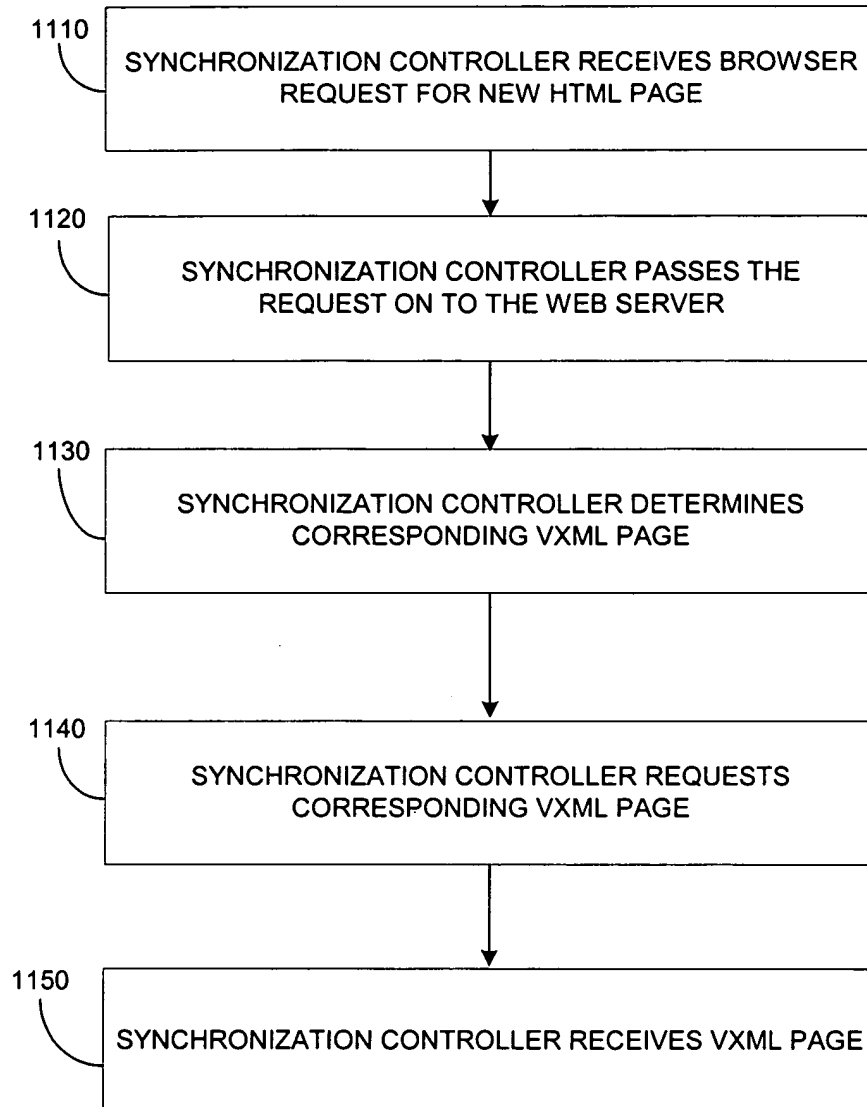 1110
SYNCHRONIZATION CONTROLLER RECEIVES BROWSER
REQUEST FOR NEW HTML PAGE
1120
SYNCHRONIZATION CONTROLLER PASSES THE
REQUEST ON TO THE WEB SERVER
1130
SYNCHRONIZATION CONTROLLER DETERMINES
CORRESPONDING VXML PAGE
1140
SYNCHRONIZATION CONTROLLER REQUESTS
CORRESPONDING VXML PAGE
1150
SYNCHRONIZATION CONTROLLER RECEIVES VXML PAGE